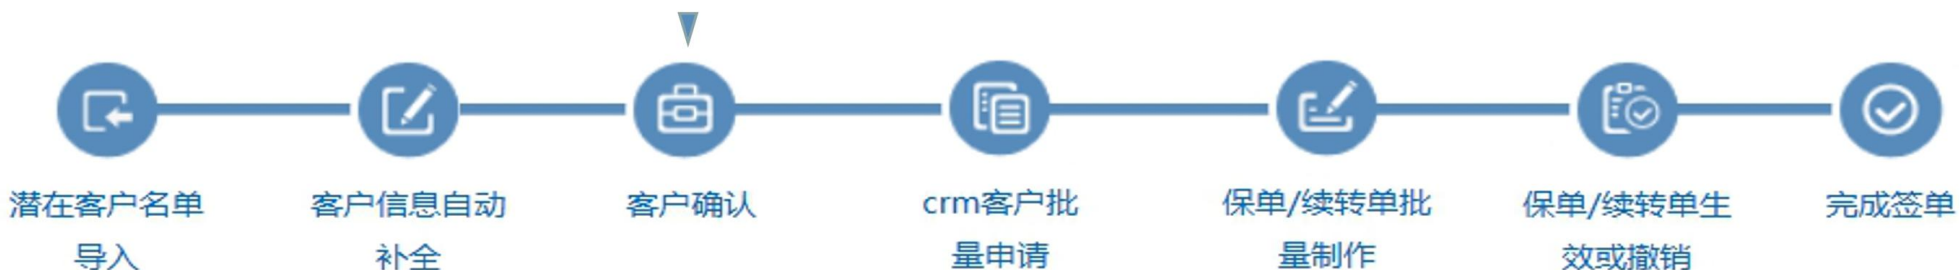 潜在客户名单
导入
客户信息自动
补全
客户确认
crm客户批
量申请
保单/续转单批
量制作
保单/续转单生
效或撤销
完成签单